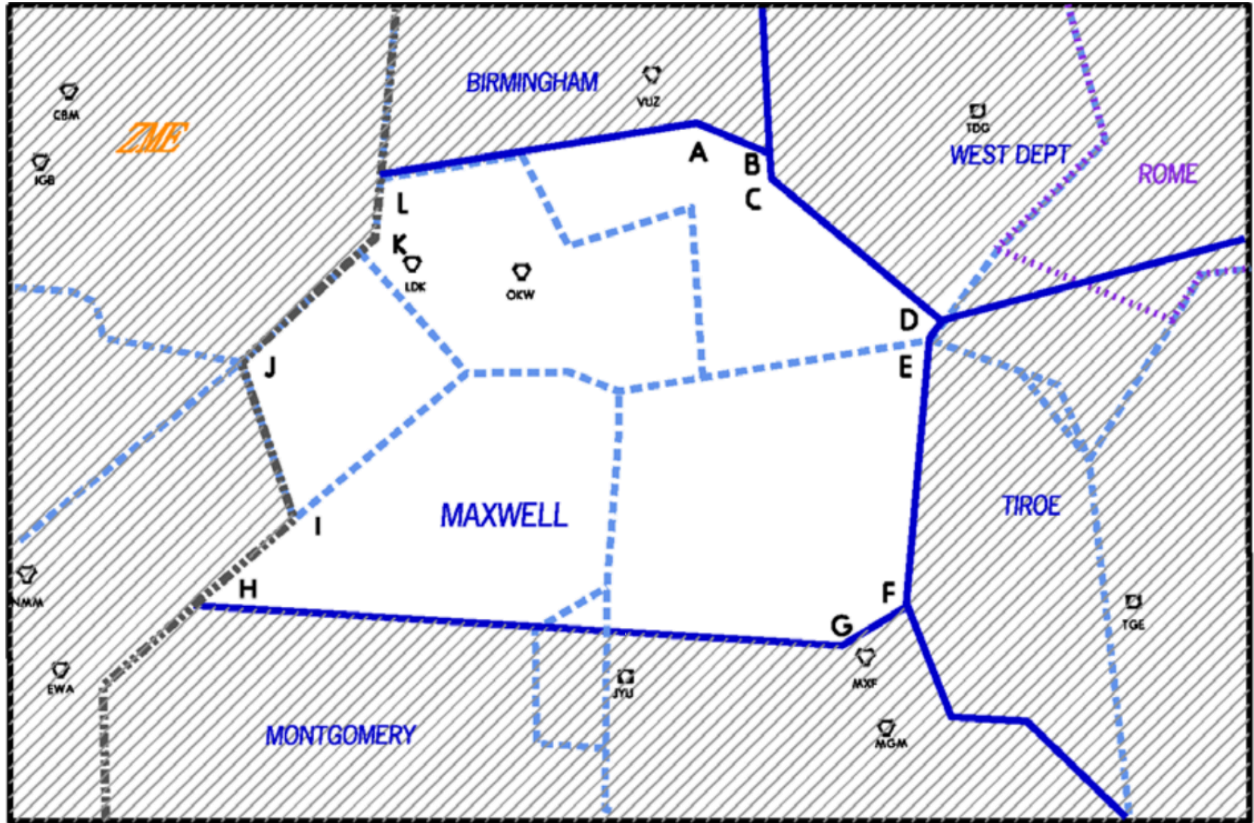 BIRMINGHAM
VUZ
CBM
ZME
TDG
A
WEST DEPT
B
IGB
ROME
C
L
K
LDK
OKW
D
J
E
MAXWELL
TIROE
I
NMM
H
F
TGE
G
MXF
EWA
JYU
MONTGOMERY
MGM